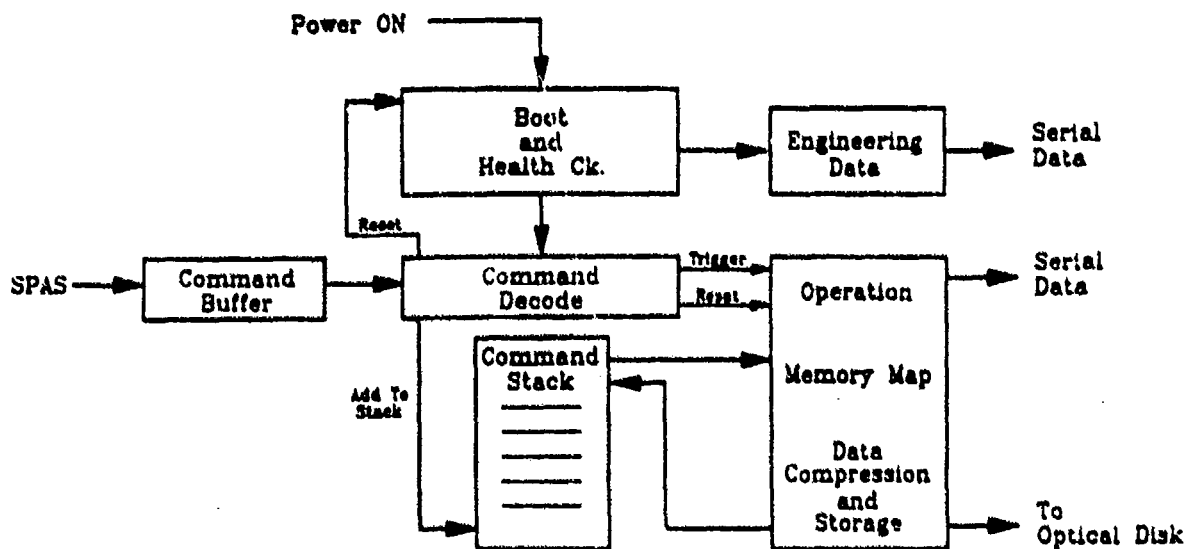 Power ON
Boot
and
Health Ck.
Engineering
Data
Serial
Data
Reset
SPAS
Command
Buffer
Command
Decode
Trigger
Reset
Operation
Serial
Data
Command
Stack
Memory Map
Add To
Stack
Data
Compression
and
Storage
To
Optical Disk